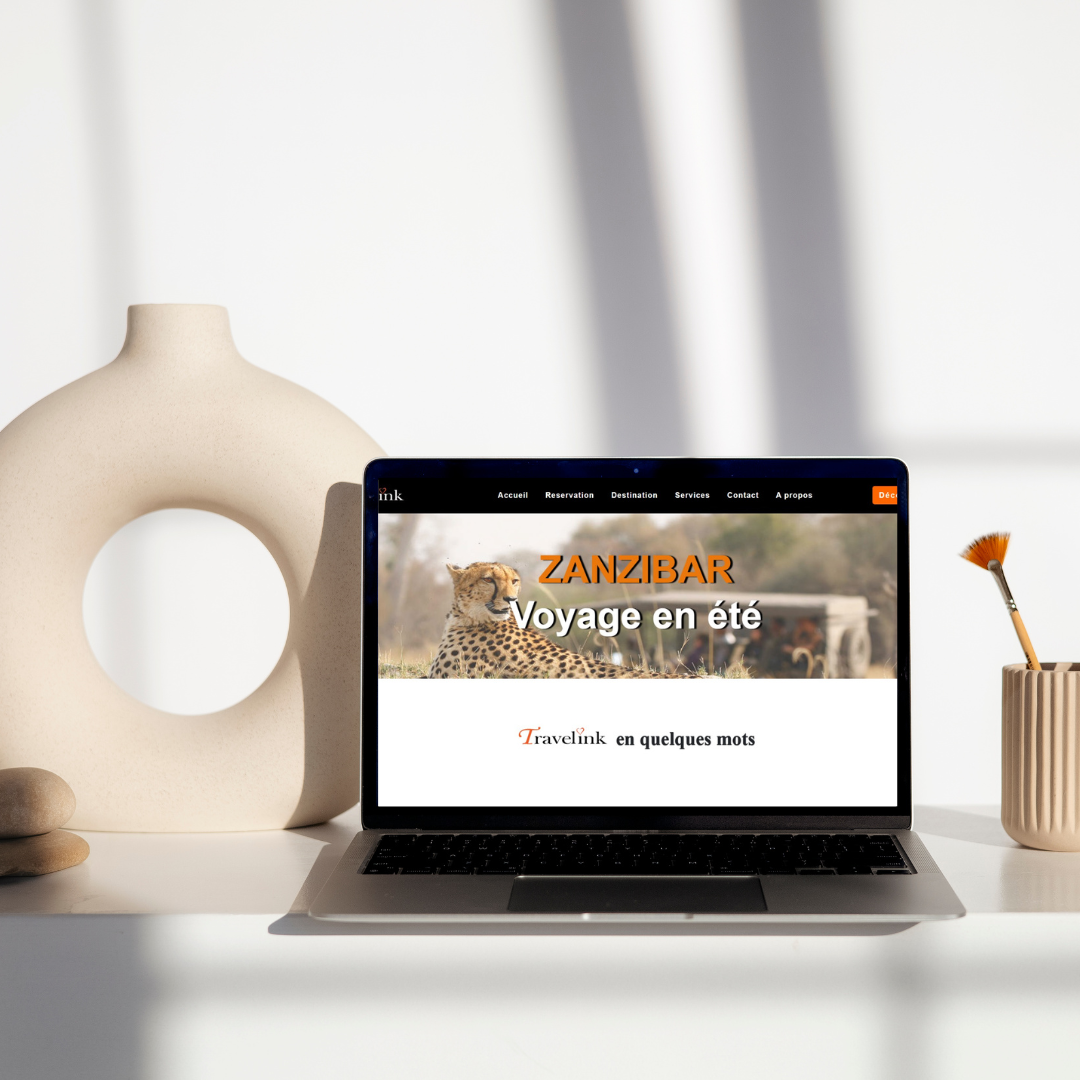 ink Accueil Reservation Destination Services Contact A propos Déc
ZANZIBAR
Voyage en été
Travelink en quelques mots